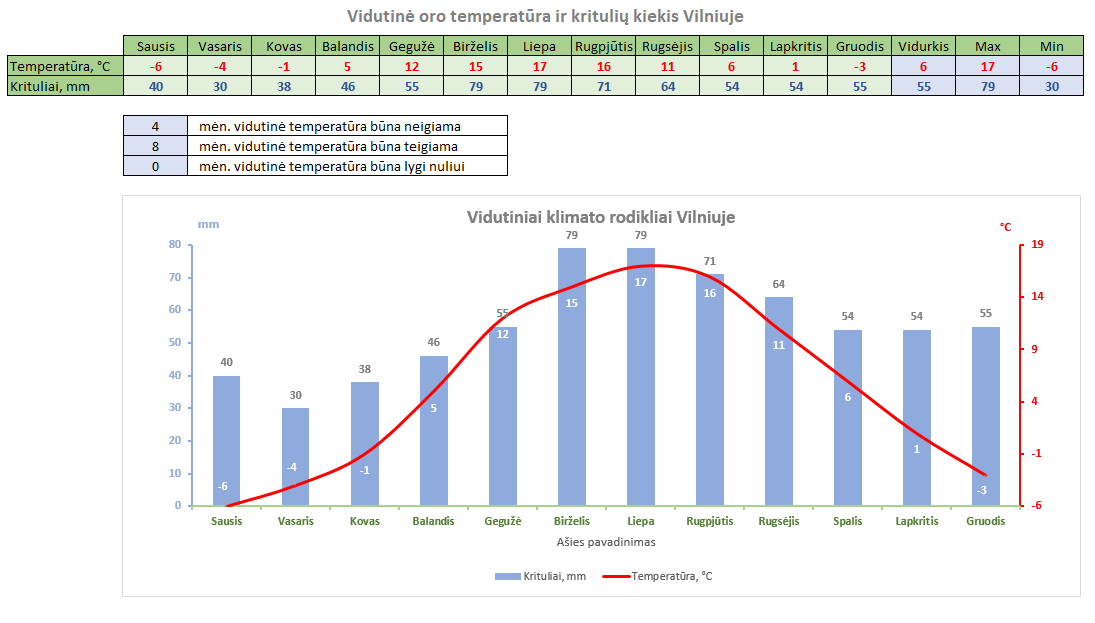 Vidutinė oro temperatūra ir kritulių kiekis Vilniuje
Sausis Vasaris Kovas Balandis Gegužė Birželis Liepa Rugpjūtis Rugsėjis Spalis Lapkritis Gruodis Vidurkis Max Min
Temperatūra, °C -6 -4 -1 5 12 15 17 16 11 6 1 -3 6 17 -6
Krituliai, mm 40 30 38 46 55 79 79 71 64 54 54 55 55 79 30
4 mėn. vidutinė temperatūra būna neigiama
8 mėn. vidutinė temperatūra būna teigiama
0 mėn. vidutinė temperatūra būna lygi nuliui
Vidutiniai klimato rodikliai Vilniuje
mm
°C
80
70
60
50
40
30
20
10
0
40 30 38 46 55 79 79 71 64 54 54 55
-6 -4 -1 5 12 15 17 16 11 6 1 -3
19
14
9
4
-1
-6
Sausis Vasaris Kovas Balandis Gegužė Birželis Liepa Rugpjūtis Rugsėjis Spalis Lapkritis Gruodis
Ašies pavadinimas
Krituliai, mm Temperatūra, °C